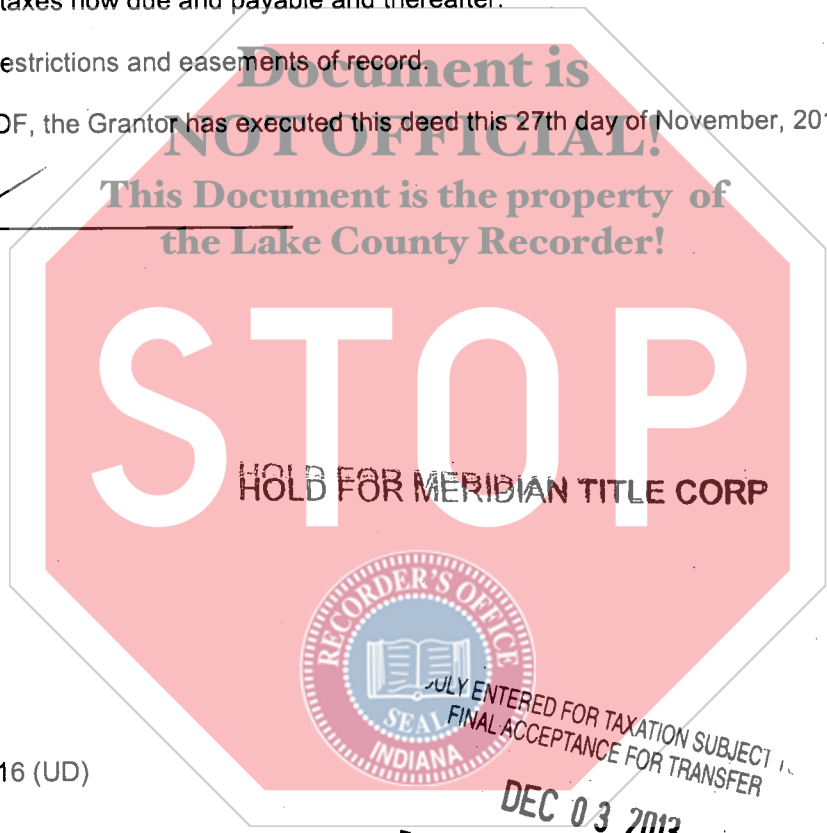 taxes now due and payable and thereafter.
estrictions and easements of record.
Document is
OF, the Grantor has executed this deed this 27th day of November, 201
NOT OFFICIAL!
This Document is the property of
the Lake County Recorder!
STOP
HOLD FOR MERIDIAN TITLE CORP
RECORDER'S OFFICE
SEAL
INDIANA
DULY ENTERED FOR TAXATION SUBJECT
FINAL ACCEPTANCE FOR TRANSFER
16 (UD)
DEC 03 2013